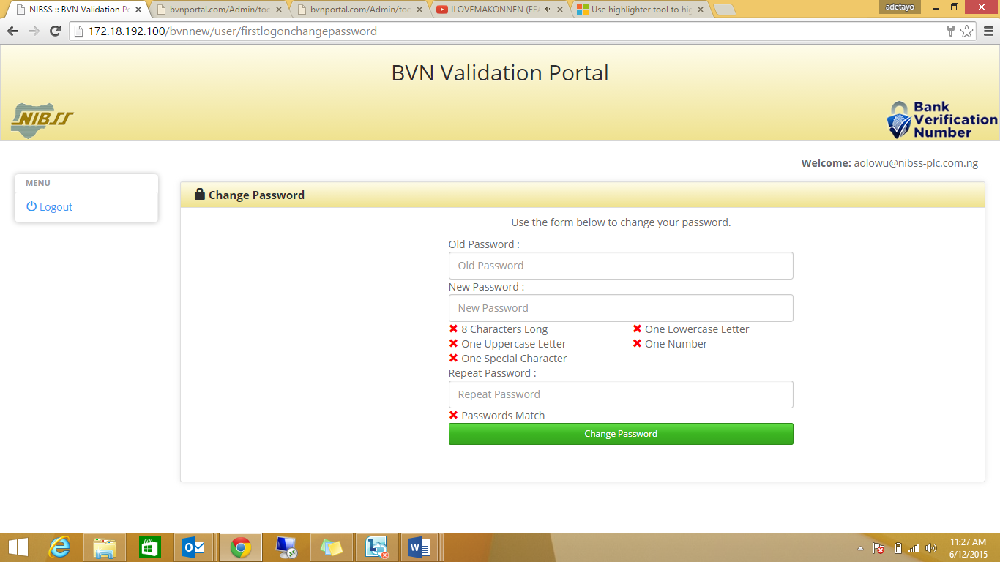 NIBSS :: BVN Validation Po
bvnportal.com/Admin/too
bvnportal.com/Admin/too
ILOVEMAKONNEN (FEA
Use highlighter tool to hig
adetayo
172.18.192.100/bvnnew/user/firstlogonchangepassword
BVN Validation Portal
NIBSS
Bank
Verification
Number
Welcome: aolowu@nibss-plc.com.ng
MENU
Logout
Change Password
Use the form below to change your password.
Old Password :
Old Password
New Password :
New Password
8 Characters Long
One Lowercase Letter
One Uppercase Letter
One Number
One Special Character
Repeat Password :
Repeat Password
Passwords Match
Change Password
11:27 AM
6/12/2015